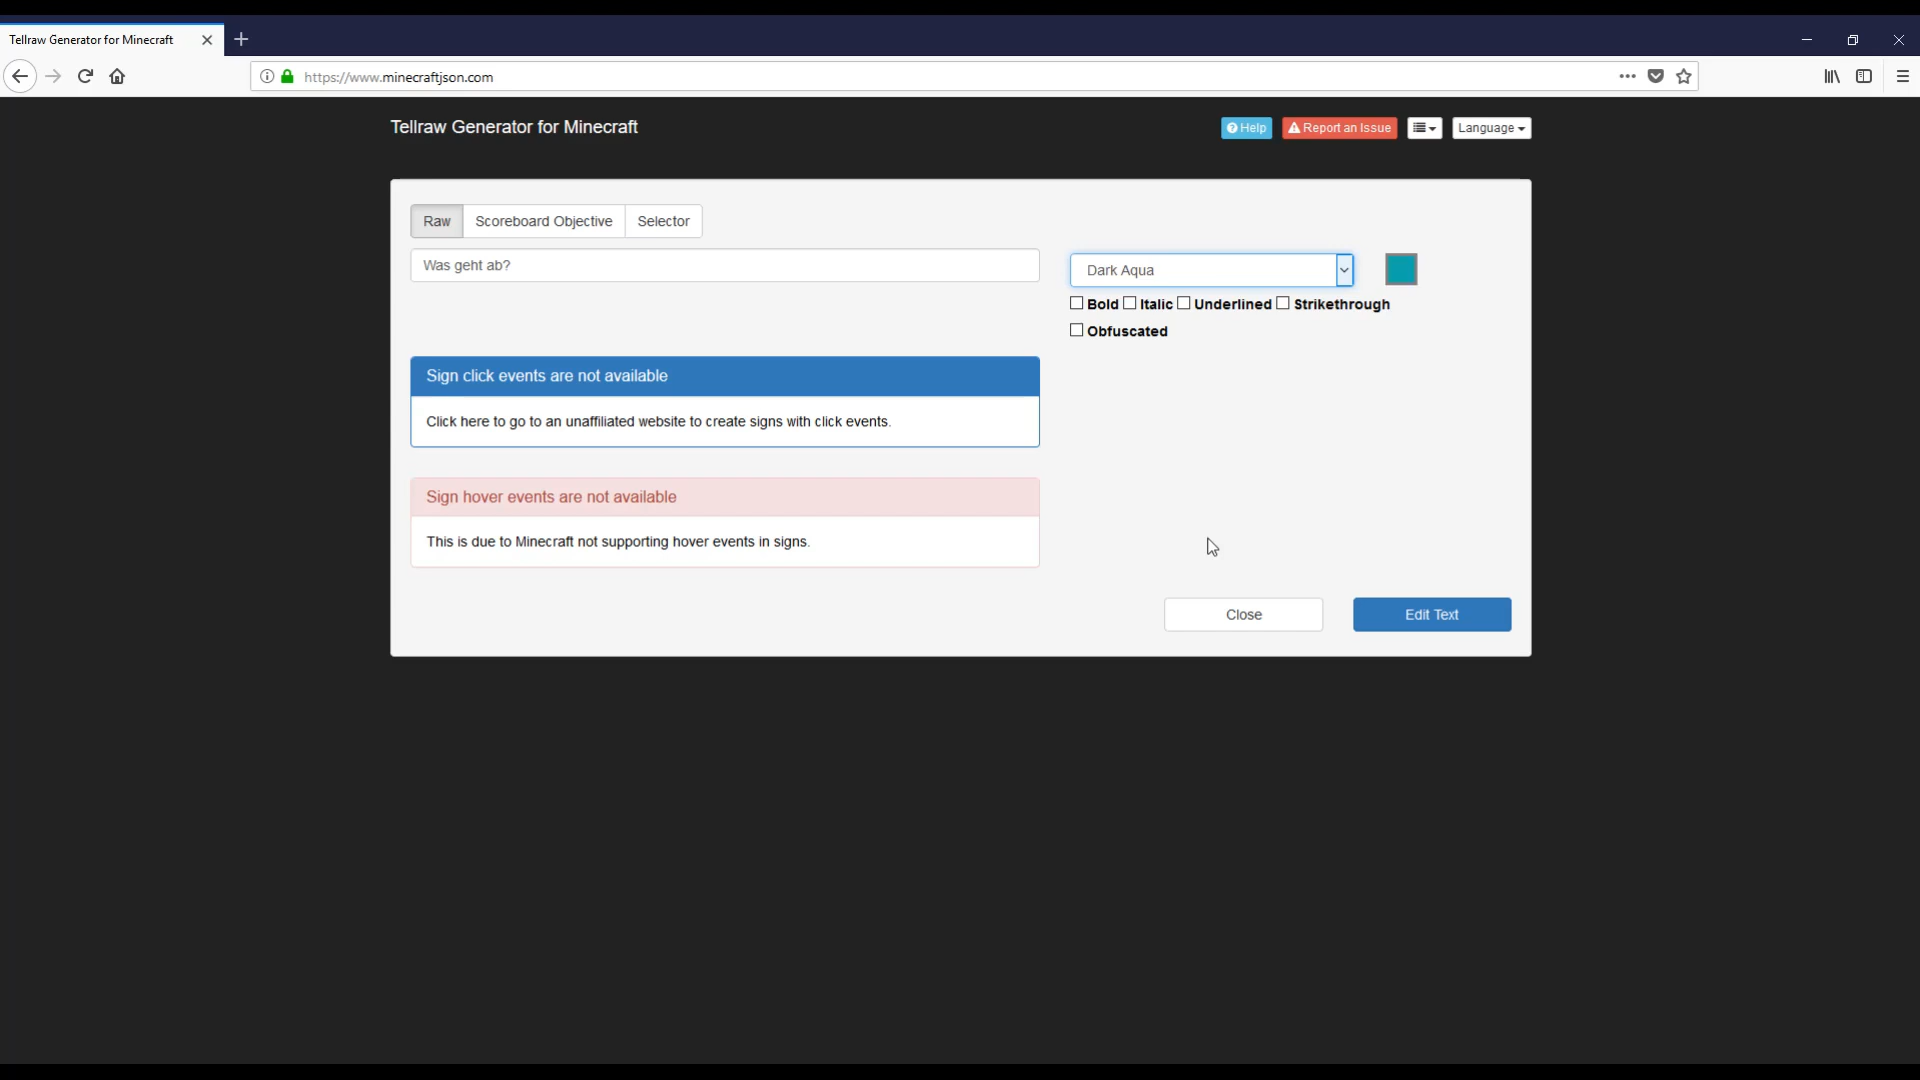 Tellraw Generator for Minecraft
https://www.minecraftjson.com
Tellraw Generator for Minecraft
Help
Report an Issue
Language
Raw
Scoreboard Objective
Selector
Was geht ab?
Dark Aqua
Bold
Italic
Underlined
Strikethrough
Obfuscated
Sign click events are not available
Click here to go to an unaffiliated website to create signs with click events.
Sign hover events are not available
This is due to Minecraft not supporting hover events in signs.
Close
Edit Text